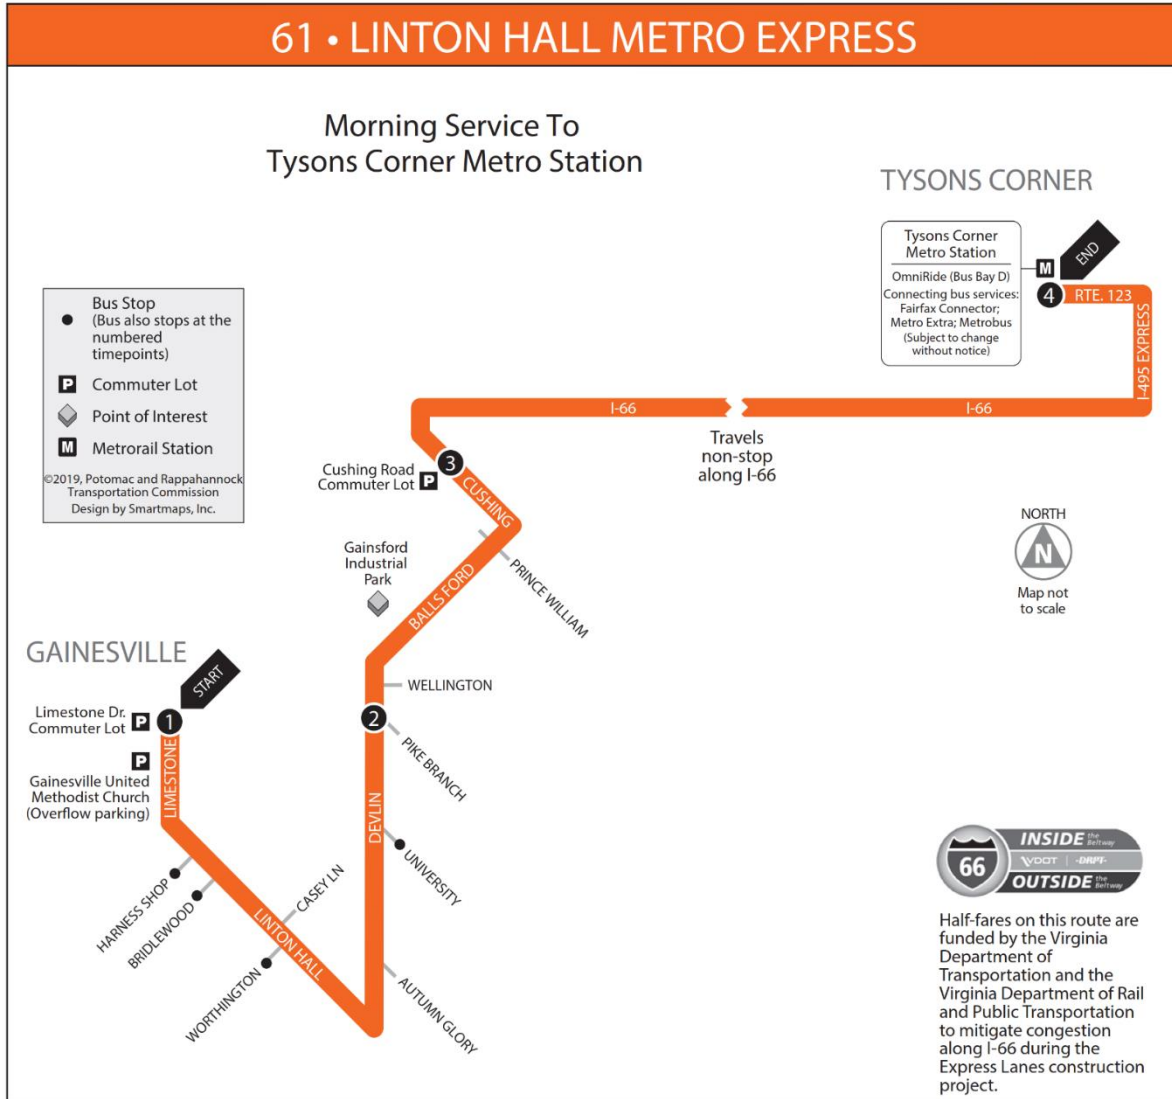 61 • LINTON HALL METRO EXPRESS
Morning Service To
Tysons Corner Metro Station
TYSONS CORNER
Tysons Corner
Metro Station
OmniRide (Bus Bay D)
Connecting bus services:
Fairfax Connector;
Metro Extra; Metrobus
(Subject to change
without notice)
M
END
4
RTE. 123
I-495 EXPRESS
Bus Stop
(Bus also stops at the
numbered
timepoints)
P Commuter Lot
Point of Interest
M Metrorail Station
©2019, Potomac and Rappahannock
Transportation Commission
Design by Smartmaps, Inc.
I-66
I-66
Travels
non-stop
along I-66
3
Cushing Road
Commuter Lot
P
CUSHING
NORTH
N
Map not
to scale
Gainsford
Industrial
Park
BALLS FORD
PRINCE WILLIAM
GAINESVILLE
START
WELLINGTON
Limestone Dr.
Commuter Lot
P
1
2
PIKE BRANCH
P
Gainesville United
Methodist Church
(Overflow parking)
LIMESTONE
DEVLIN
UNIVERSITY
HARNESS SHOP
BRIDLEWOOD
CASEY LN
LINTON HALL
WORTHINGTON
AUTUMN GLORY
66
INSIDE the Beltway
VDOT | -DRPT-
OUTSIDE the Beltway
Half-fares on this route are
funded by the Virginia
Department of
Transportation and the
Virginia Department of Rail
and Public Transportation
to mitigate congestion
along I-66 during the
Express Lanes construction
project.